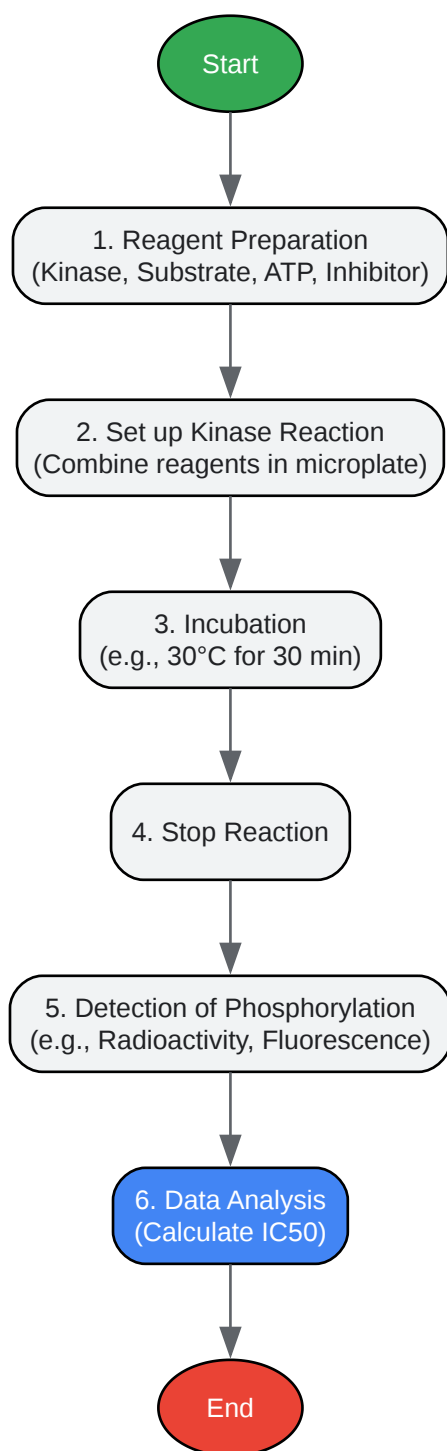 Start
1. Reagent Preparation
(Kinase, Substrate, ATP, Inhibitor)
2. Set up Kinase Reaction
(Combine reagents in microplate)
3. Incubation
(e.g., 30°C for 30 min)
4. Stop Reaction
5. Detection of Phosphorylation
(e.g., Radioactivity, Fluorescence)
6. Data Analysis
(Calculate IC50)
End